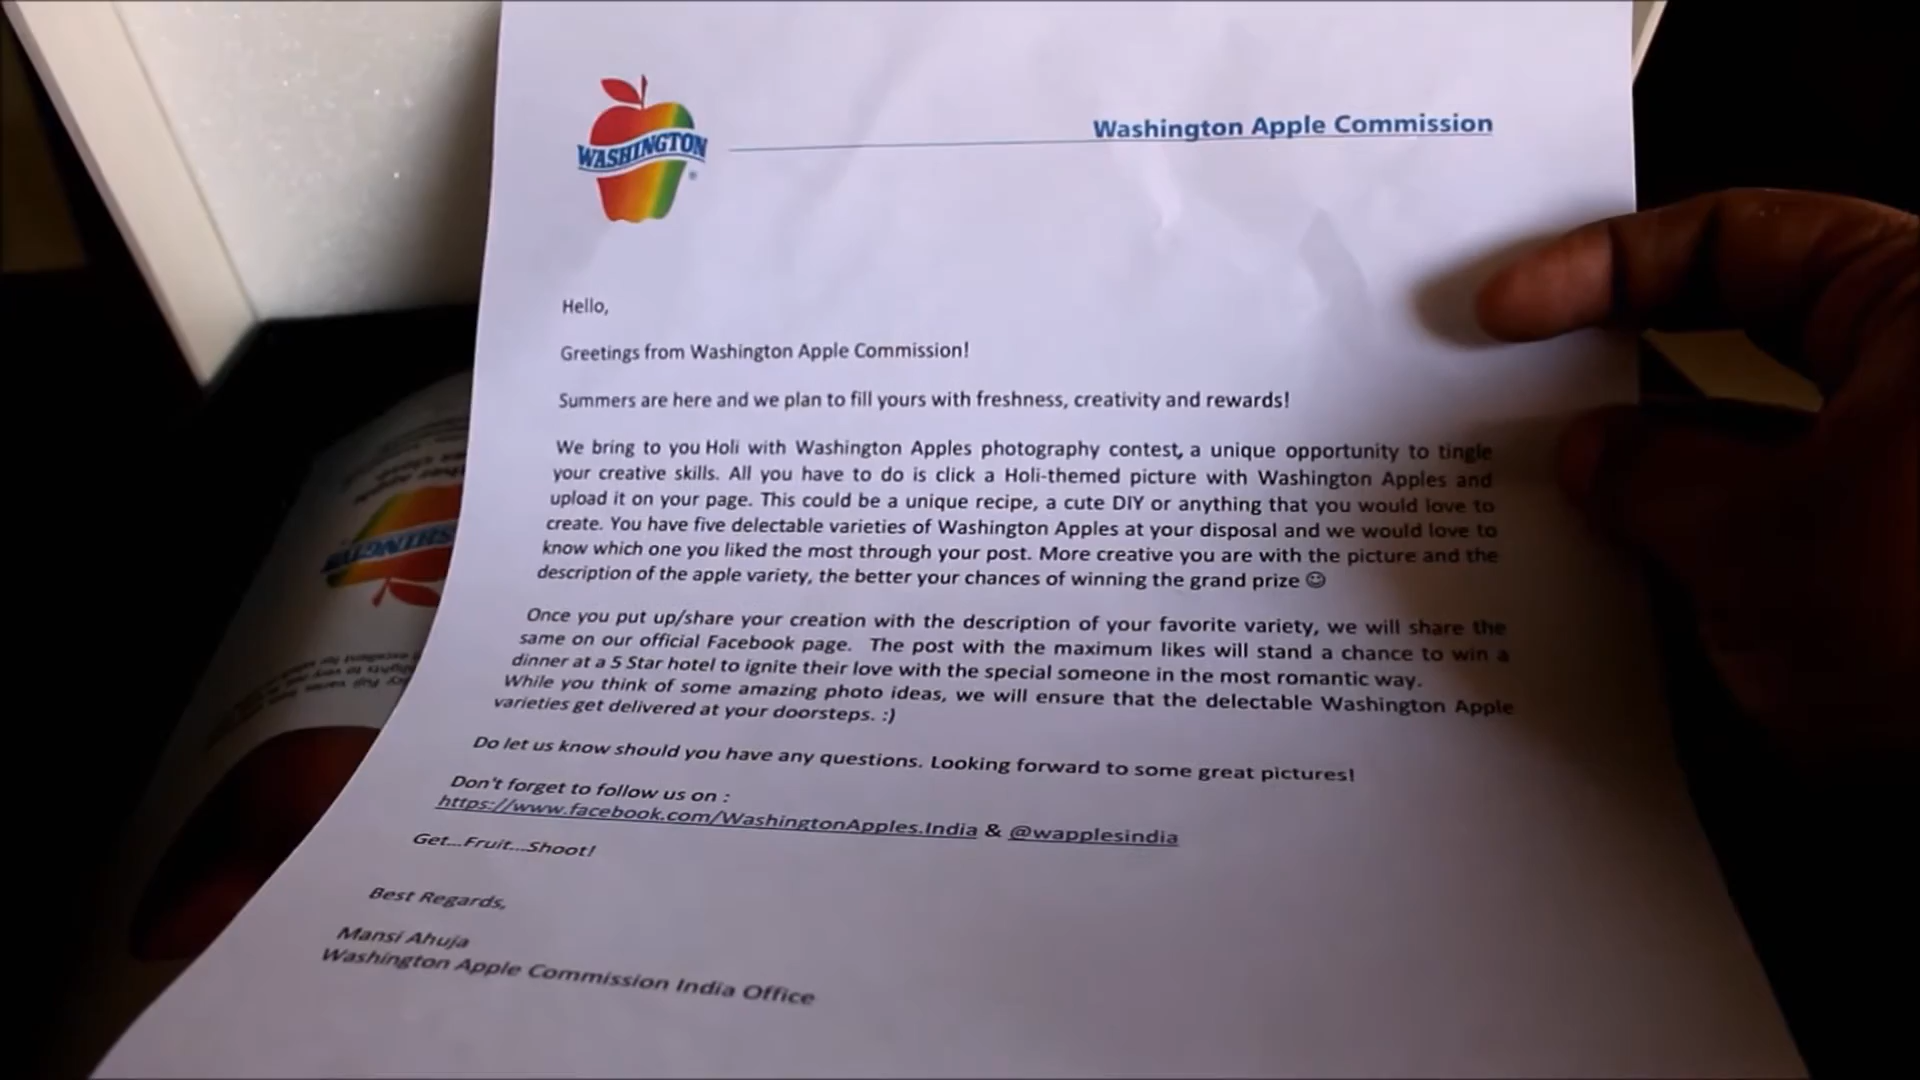 WASHINGTON
Washington Apple Commission
Hello,
Greetings from Washington Apple Commission!
Summers are here and we plan to fill yours with freshness, creativity and rewards!
We bring to you Holi with Washington Apples photography contest, a unique opportunity to tingle
your creative skills. All you have to do is click a Holi-themed picture with Washington Apples and
upload it on your page. This could be a unique recipe, a cute DIY or anything that you would love to
create. You have five delectable varieties of Washington Apples at your disposal and we would love to
know which one you liked the most through your post. More creative you are with the picture and the
description of the apple variety, the better your chances of winning the grand prize ☺
Once you put up/share your creation with the description of your favorite variety, we will share the
same on our official Facebook page. The post with the maximum likes will stand a chance to win a
dinner at a 5 Star hotel to ignite their love with the special someone in the most romantic way.
While you think of some amazing photo ideas, we will ensure that the delectable Washington Apple
varieties get delivered at your doorsteps. :)
Do let us know should you have any questions. Looking forward to some great pictures!
Don't forget to follow us on :
https://www.facebook.com/WashingtonApples.India & @wapplesindia
Get...Fruit...Shoot!
Best Regards,
Mansi Ahuja
Washington Apple Commission India Office